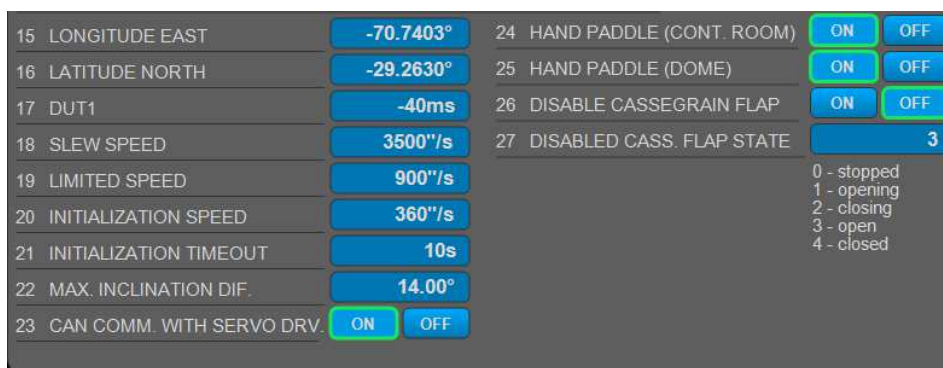 15 LONGITUDE EAST -70.7403°
16 LATITUDE NORTH -29.2630°
17 DUT1 -40ms
18 SLEW SPEED 3500"/s
19 LIMITED SPEED 900"/s
20 INITIALIZATION SPEED 360"/s
21 INITIALIZATION TIMEOUT 10s
22 MAX. INCLINATION DIF. 14.00°
23 CAN COMM. WITH SERVO DRV. ON OFF
24 HAND PADDLE (CONT. ROOM) ON OFF
25 HAND PADDLE (DOME) ON OFF
26 DISABLE CASSEGRAIN FLAP ON OFF
27 DISABLED CASS. FLAP STATE 3
0 - stopped
1 - opening
2 - closing
3 - open
4 - closed